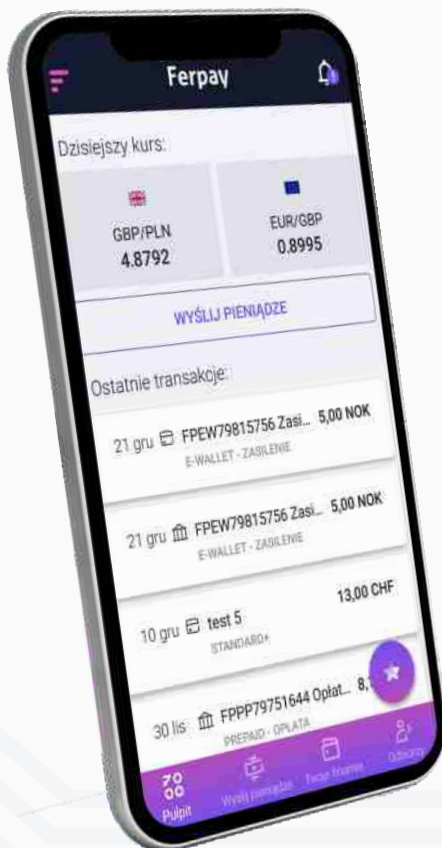 Ferpay
Dzisiejszy kurs:
GBP/PLN
4.8792
EUR/GBP
0.8995
WYŚLIJ PIENIĄDZE
Ostatnie transakcje:
21 gru FPEW79815756 Zasi... 5,00 NOK
E-WALLET - ZASILENIE
21 gru FPEW79815756 Zasi... 5,00 NOK
E-WALLET - ZASILENIE
10 gru test 5 13,00 CHF
STANDARD+
30 lis FPPP79751644 Opłat... 8,
PREPAID - OPŁATA
Pulpit Wyślij pieniądze Twoje finanse Odbiorcy